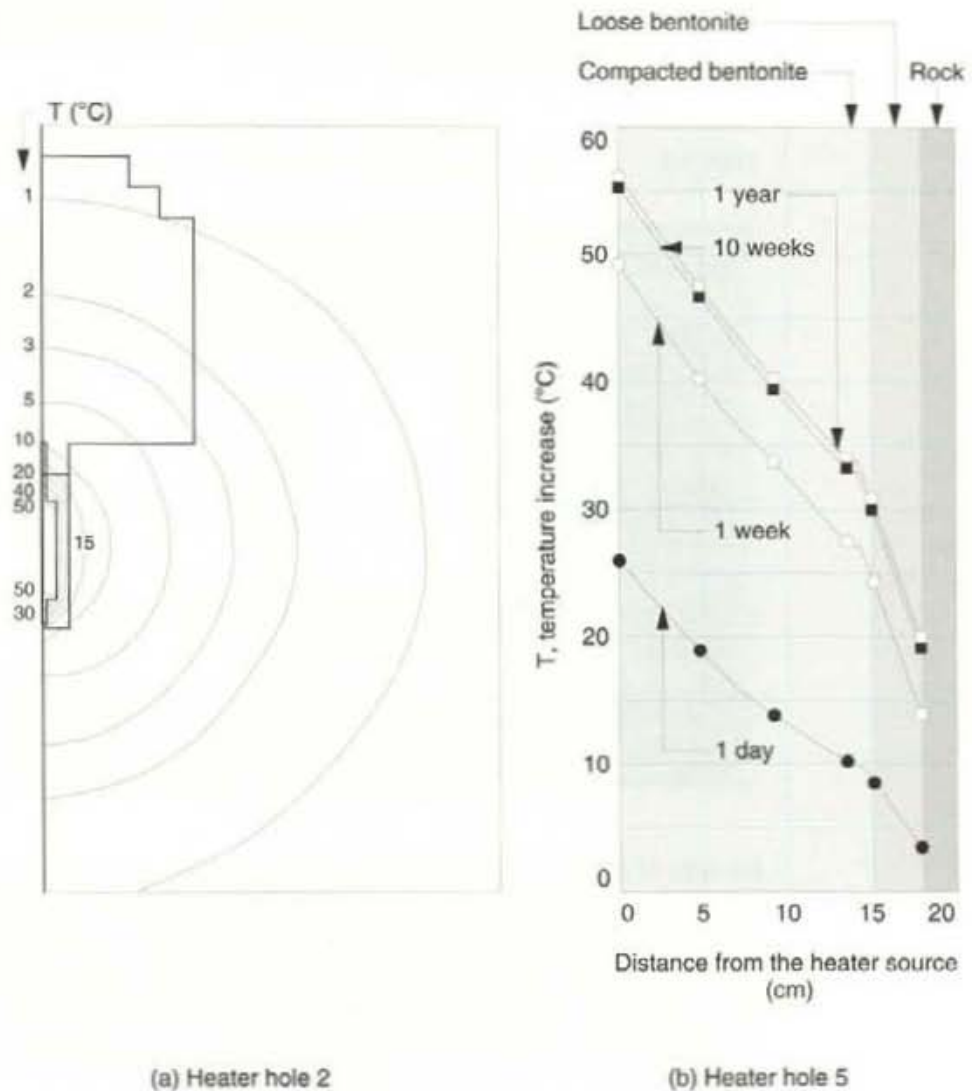 Loose bentonite
Compacted bentonite
Rock
T (°C)
1
2
3
5
10
20
40
50
15
50
30
60
50
40
30
20
10
0
T, temperature increase (°C)
1 year
10 weeks
1 week
1 day
0 5 10 15 20
Distance from the heater source
(cm)
(a) Heater hole 2
(b) Heater hole 5